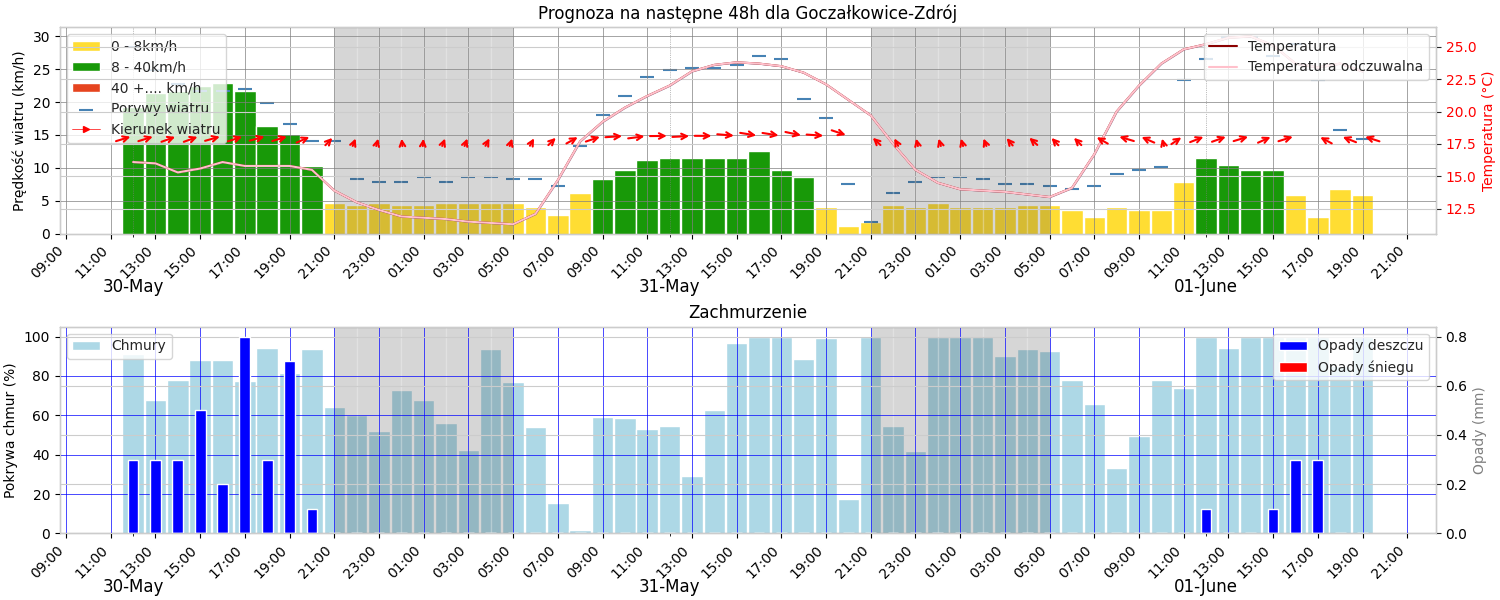 Prognoza na następne 48h dla Goczałkowice-Zdrój
Prędkość wiatru (km/h)
30
25
20
15
10
5
0
0 - 8km/h
8 - 40km/h
40 +.... km/h
Porywy wiatru
Kierunek wiatru
Temperatura
Temperatura odczuwalna
25.0
22.5
20.0
17.5
15.0
12.5
Temperatura (°C)
09:00 11:00 13:00 15:00 17:00 19:00 21:00 23:00 01:00 03:00 05:00 07:00 09:00 11:00 13:00 15:00 17:00 19:00 21:00 23:00 01:00 03:00 05:00 07:00 09:00 11:00 13:00 15:00 17:00 19:00 21:00
30-May 31-May 01-June
Zachmurzenie
Pokrywa chmur (%)
100
80
60
40
20
0
Chmury
Opady deszczu
Opady śniegu
0.8
0.6
0.4
0.2
0.0
Opady (mm)
09:00 11:00 13:00 15:00 17:00 19:00 21:00 23:00 01:00 03:00 05:00 07:00 09:00 11:00 13:00 15:00 17:00 19:00 21:00 23:00 01:00 03:00 05:00 07:00 09:00 11:00 13:00 15:00 17:00 19:00 21:00
30-May 31-May 01-June